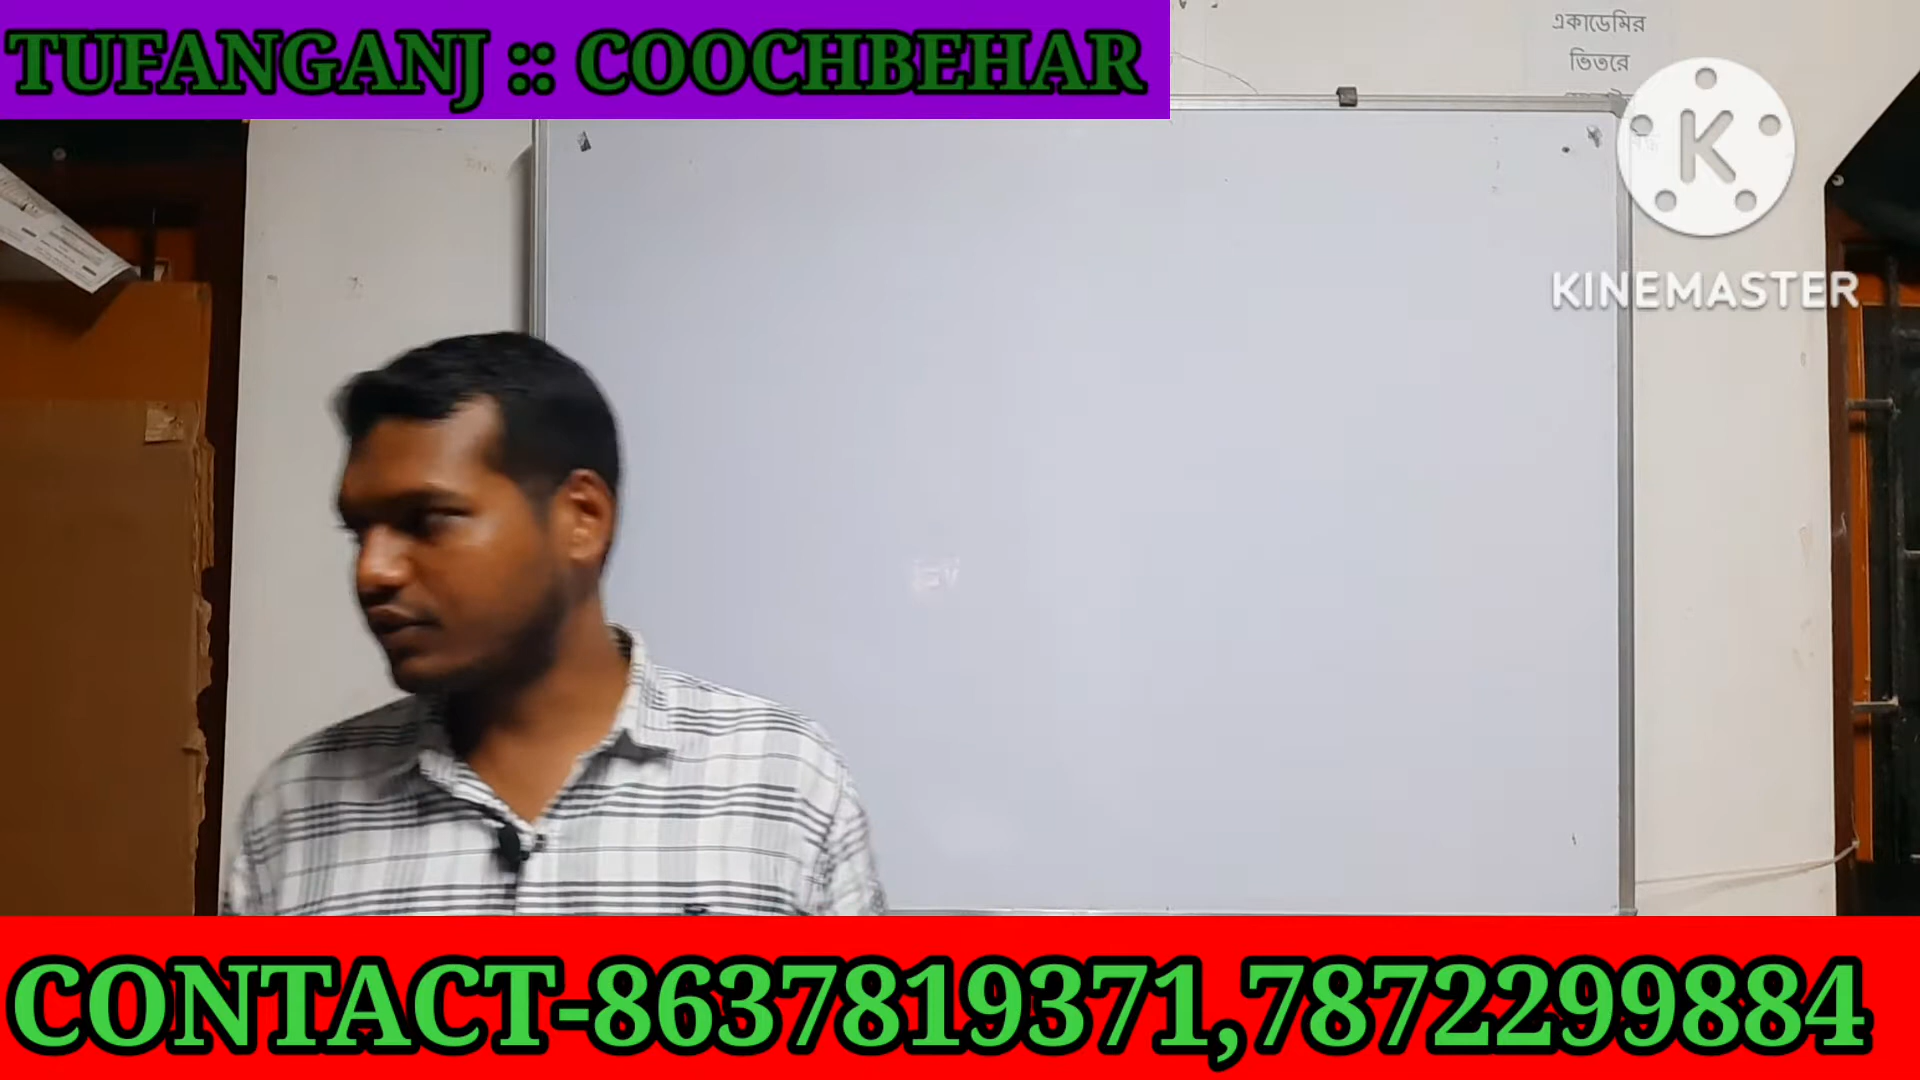 TUFANGANJ :: COOCHBEHAR
একাডেমির
ভিতরে
K
KINEMASTER
CONTACT-8637819371,7872299884